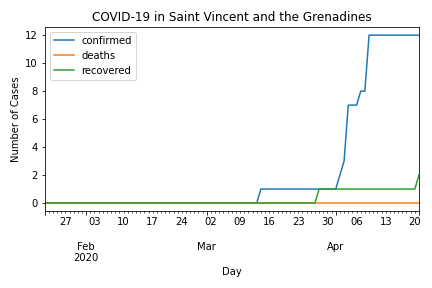 COVID-19 in Saint Vincent and the Grenadines
confirmed
deaths
recovered
Number of Cases
12
10
8
6
4
2
0
27 03 10 17 24 02 09 16 23 30 06 13 20
Feb Mar Apr
2020
Day